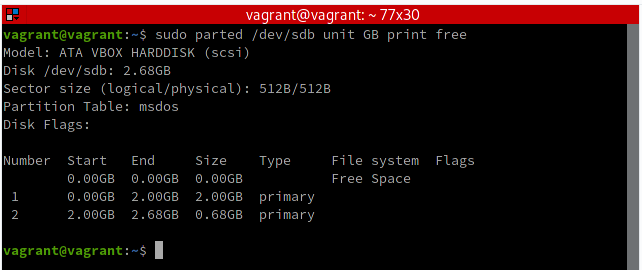 vagrant@vagrant: ~ 77x30
vagrant@vagrant:~$ sudo parted /dev/sdb unit GB print free
Model: ATA VBOX HARDDISK (scsi)
Disk /dev/sdb: 2.68GB
Sector size (logical/physical): 512B/512B
Partition Table: msdos
Disk Flags:
Number  Start   End     Size    Type     File system  Flags
        0.00GB  0.00GB  0.00GB           Free Space
 1      0.00GB  2.00GB  2.00GB  primary
 2      2.00GB  2.68GB  0.68GB  primary
vagrant@vagrant:~$